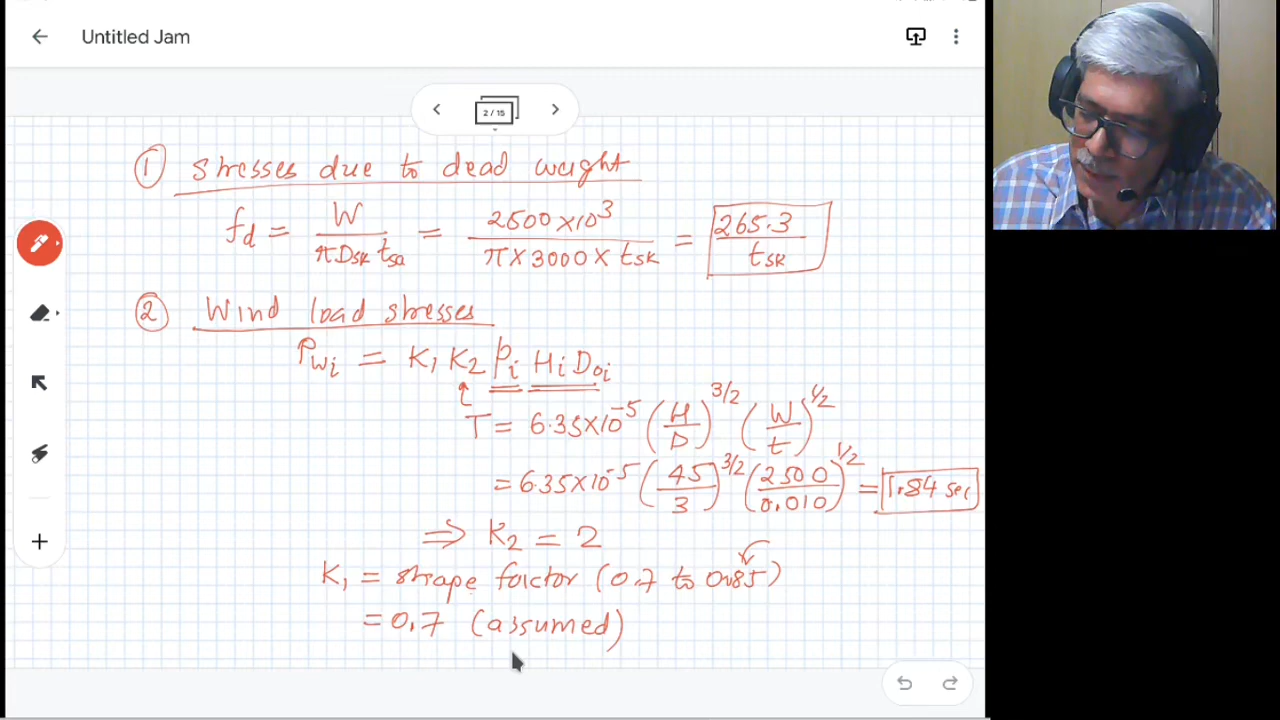 Untitled Jam
2 / 15
① Stresses due to dead weight
fd = W / πDsk tsa = 2500×10³ / π×3000×tsk = 265.3 / tsk
② Wind load stresses
Pwi = K₁ K₂ Pi Hi Doi
T = 6.35×10⁻⁵ (H/D)^3/2 (W/t)^1/2
= 6.35×10⁻⁵ (45/3)^3/2 (2500/0.010)^1/2 = 1.84 sec
⇒ K₂ = 2
K₁ = shape factor (0.7 to 0.85)
= 0.7 (assumed)